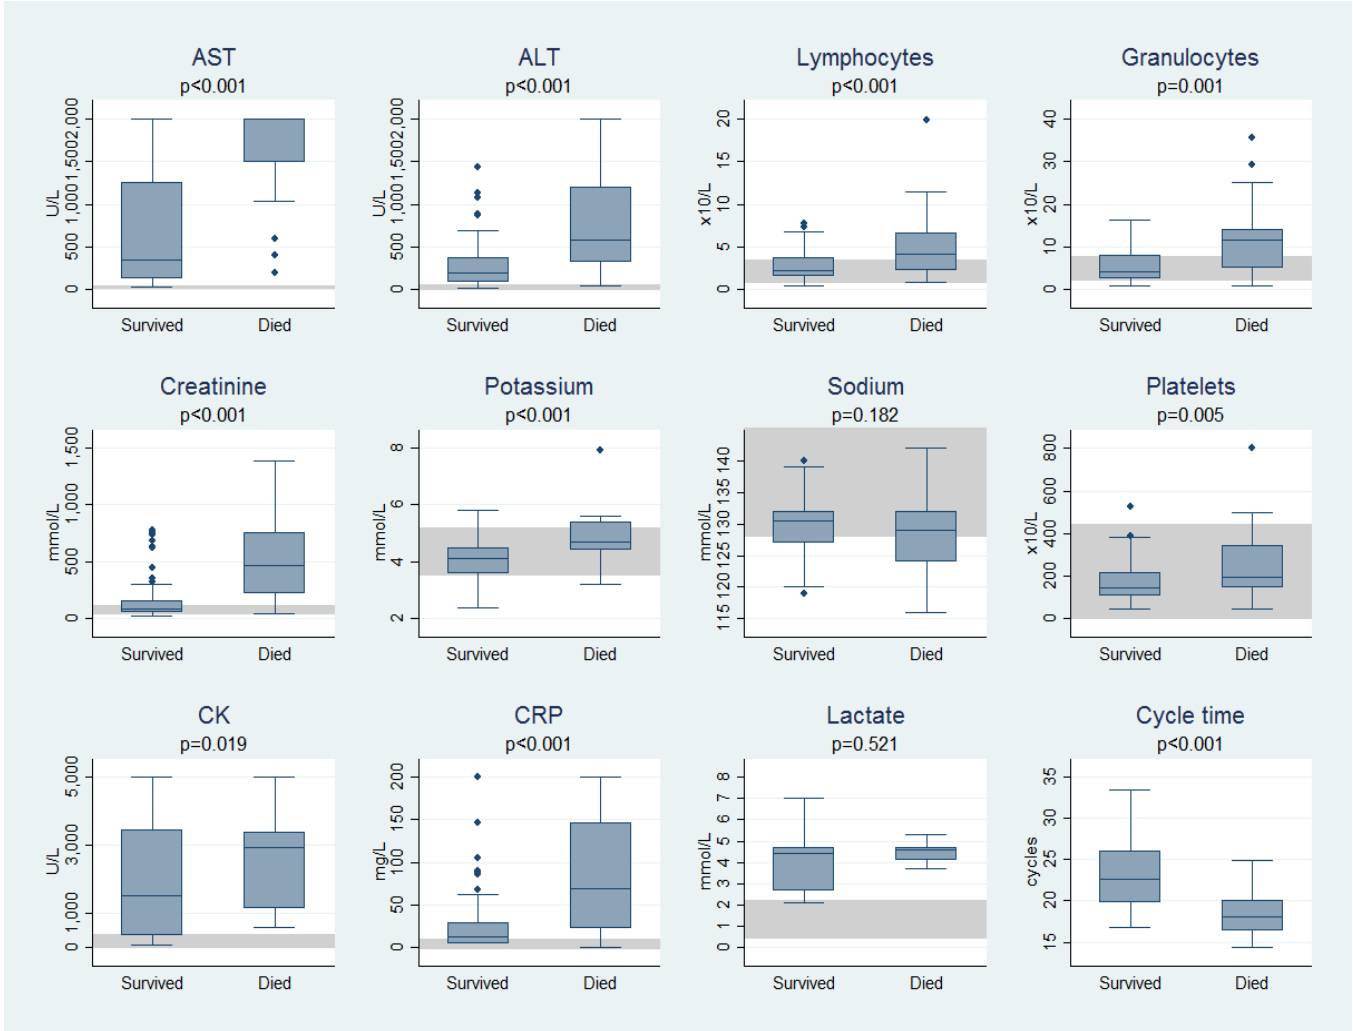 AST
p<0.001
U/L
0
500
1,000
1,500
2,000
Survived
Died
ALT
p<0.001
U/L
0
500
1,000
1,500
2,000
Survived
Died
Lymphocytes
p<0.001
x10/L
0
5
10
15
20
Survived
Died
Granulocytes
p=0.001
x10/L
0
10
20
30
40
Survived
Died
Creatinine
p<0.001
mmol/L
0
500
1,000
1,500
Survived
Died
Potassium
p<0.001
mmol/L
2
4
6
8
Survived
Died
Sodium
p=0.182
mmol/L
115
120
125
130
135
140
Survived
Died
Platelets
p=0.005
x10/L
0
200
400
600
800
Survived
Died
CK
p=0.019
U/L
0
1,000
3,000
5,000
Survived
Died
CRP
p<0.001
mg/L
0
50
100
150
200
Survived
Died
Lactate
p=0.521
mmol/L
0
1
2
3
4
5
6
7
8
Survived
Died
Cycle time
p<0.001
cycles
15
20
25
30
35
Survived
Died